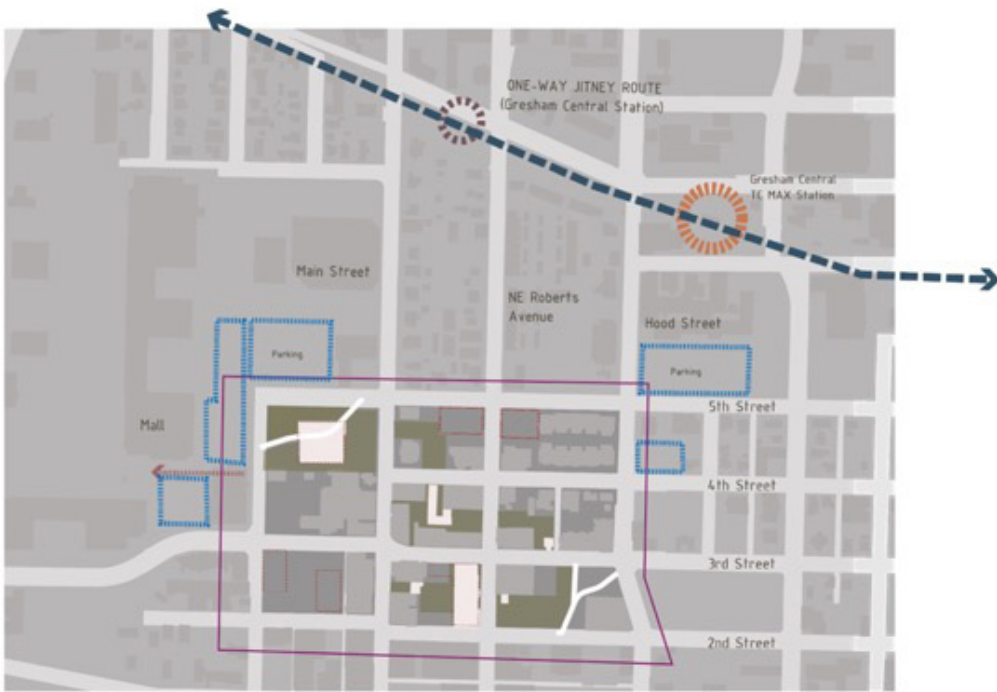 ONE-WAY JITNEY ROUTE
(Gresham Central Station)
Gresham Central
TC MAX Station
Main Street
NE Roberts
Avenue
Hood Street
Parking
Parking
5th Street
Mall
4th Street
3rd Street
2nd Street